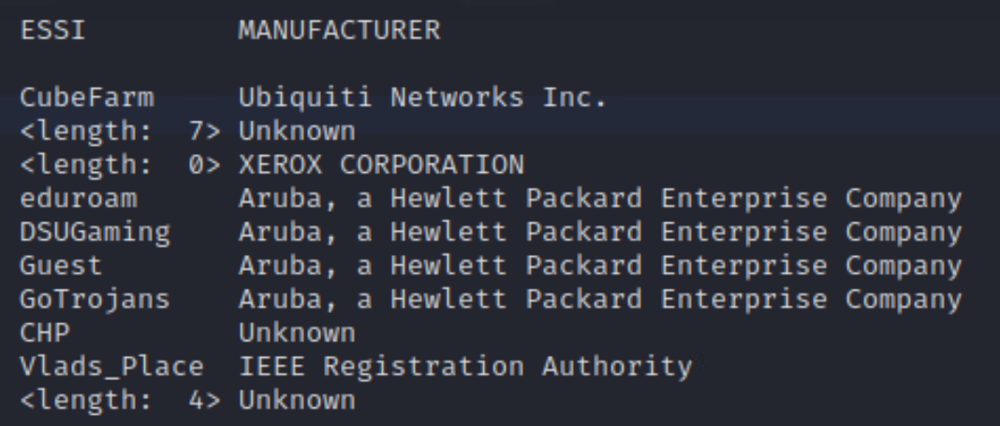 ESSI MANUFACTURER
CubeFarm Ubiquiti Networks Inc.
<length: 7> Unknown
<length: 0> XEROX CORPORATION
eduroam Aruba, a Hewlett Packard Enterprise Company
DSUGaming Aruba, a Hewlett Packard Enterprise Company
Guest Aruba, a Hewlett Packard Enterprise Company
GoTrojans Aruba, a Hewlett Packard Enterprise Company
CHP Unknown
Vlads_Place IEEE Registration Authority
<length: 4> Unknown